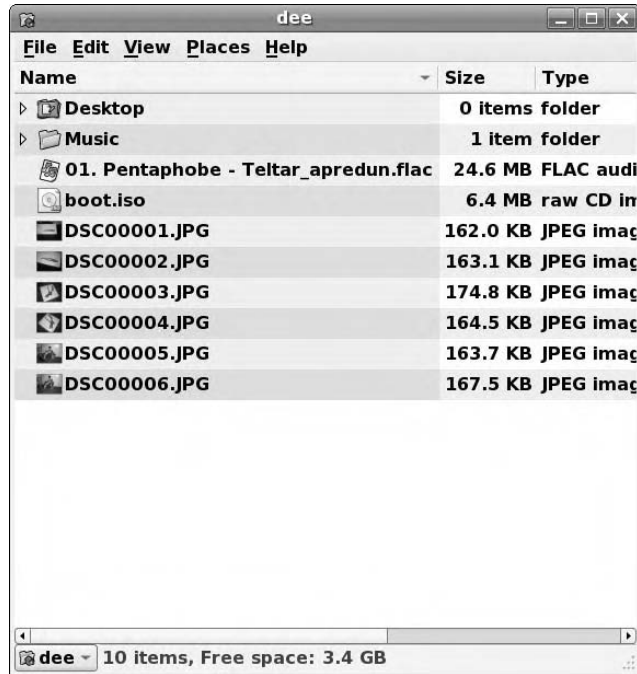 dee
File Edit View Places Help
Name Size Type
Desktop 0 items folder
Music 1 item folder
01. Pentaphobe - Teltar_apredun.flac 24.6 MB FLAC audi
boot.iso 6.4 MB raw CD im
DSC00001.JPG 162.0 KB JPEG imag
DSC00002.JPG 163.1 KB JPEG imag
DSC00003.JPG 174.8 KB JPEG imag
DSC00004.JPG 164.5 KB JPEG imag
DSC00005.JPG 163.7 KB JPEG imag
DSC00006.JPG 167.5 KB JPEG imag
dee 10 items, Free space: 3.4 GB